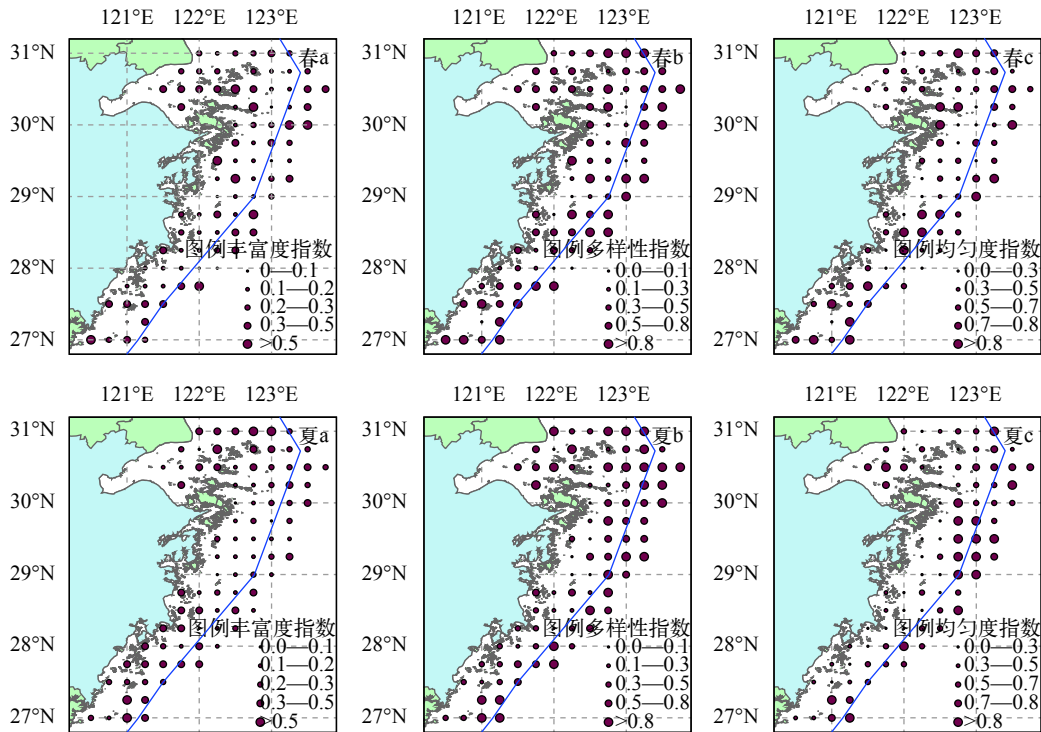 121°E 122°E 123°E 121°E 122°E 123°E 121°E 122°E 123°E
31°N 春a 31°N 春b 31°N 春c
30°N 30°N 30°N
29°N 29°N 29°N
图例丰富度指数 图例多样性指数 图例均匀度指数
28°N 0—0.1 28°N 0.0—0.1 28°N 0.0—0.3
0.1—0.2 0.1—0.3 0.3—0.5
0.2—0.3 0.3—0.5 0.5—0.7
0.3—0.5 0.5—0.8 0.7—0.8
27°N >0.5 27°N >0.8 27°N >0.8
121°E 122°E 123°E 121°E 122°E 123°E 121°E 122°E 123°E
31°N 夏a 31°N 夏b 31°N 夏c
30°N 30°N 30°N
29°N 29°N 29°N
图例丰富度指数 图例多样性指数 图例均匀度指数
28°N 0.0—0.1 28°N 0.0—0.1 28°N 0.0—0.3
0.1—0.2 0.1—0.3 0.3—0.5
0.2—0.3 0.3—0.5 0.5—0.7
0.3—0.5 0.5—0.8 0.7—0.8
27°N >0.5 27°N >0.8 27°N >0.8